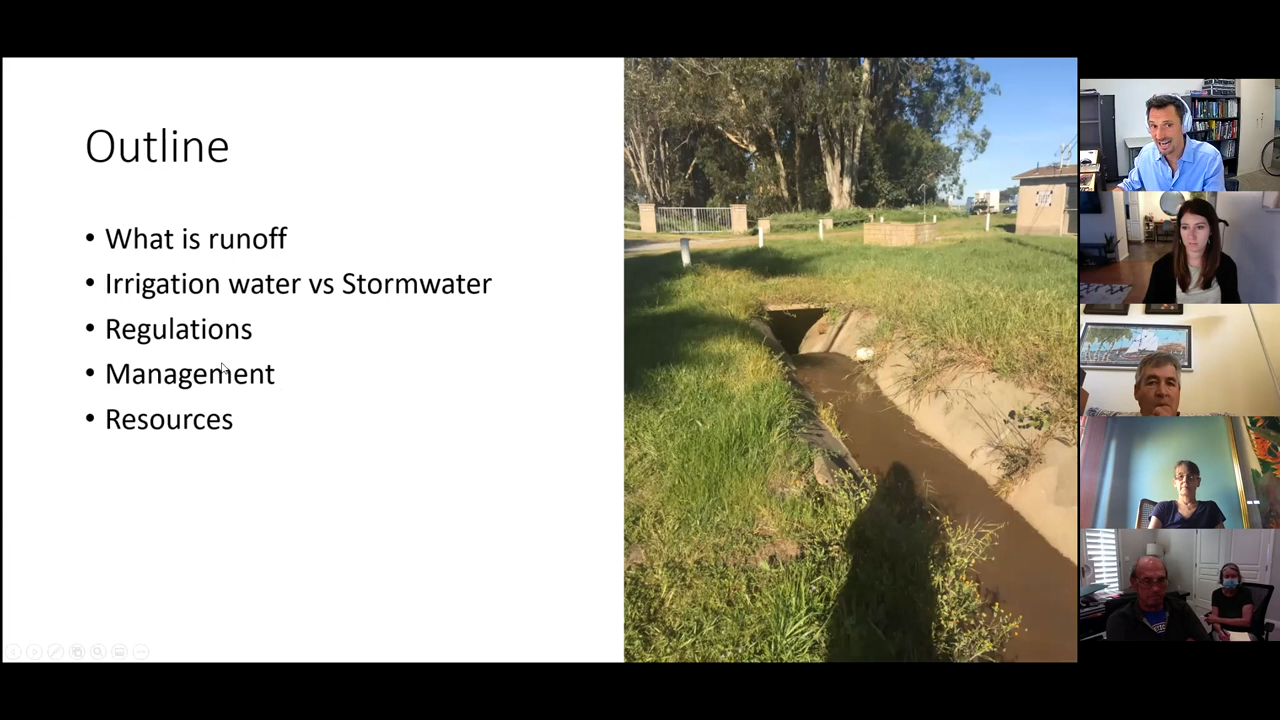 Outline
• What is runoff
• Irrigation water vs Stormwater
• Regulations
• Management
• Resources